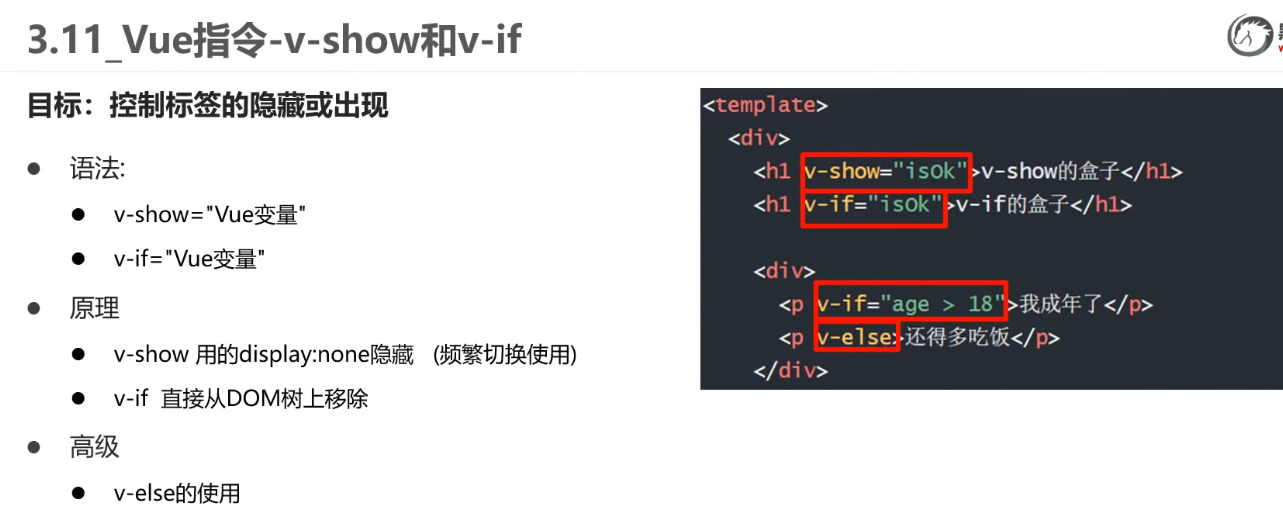 3.11_Vue指令-v-show和v-if
目标：控制标签的隐藏或出现
语法:
v-show="Vue变量"
v-if="Vue变量"
原理
v-show 用的display:none隐藏 (频繁切换使用)
v-if 直接从DOM树上移除
高级
v-else的使用
<template>
<div>
<h1 v-show="isOk">v-show的盒子</h1>
<h1 v-if="isOk">v-if的盒子</h1>
<div>
<p v-if="age > 18">我成年了</p>
<p v-else>还得多吃饭</p>
</div>